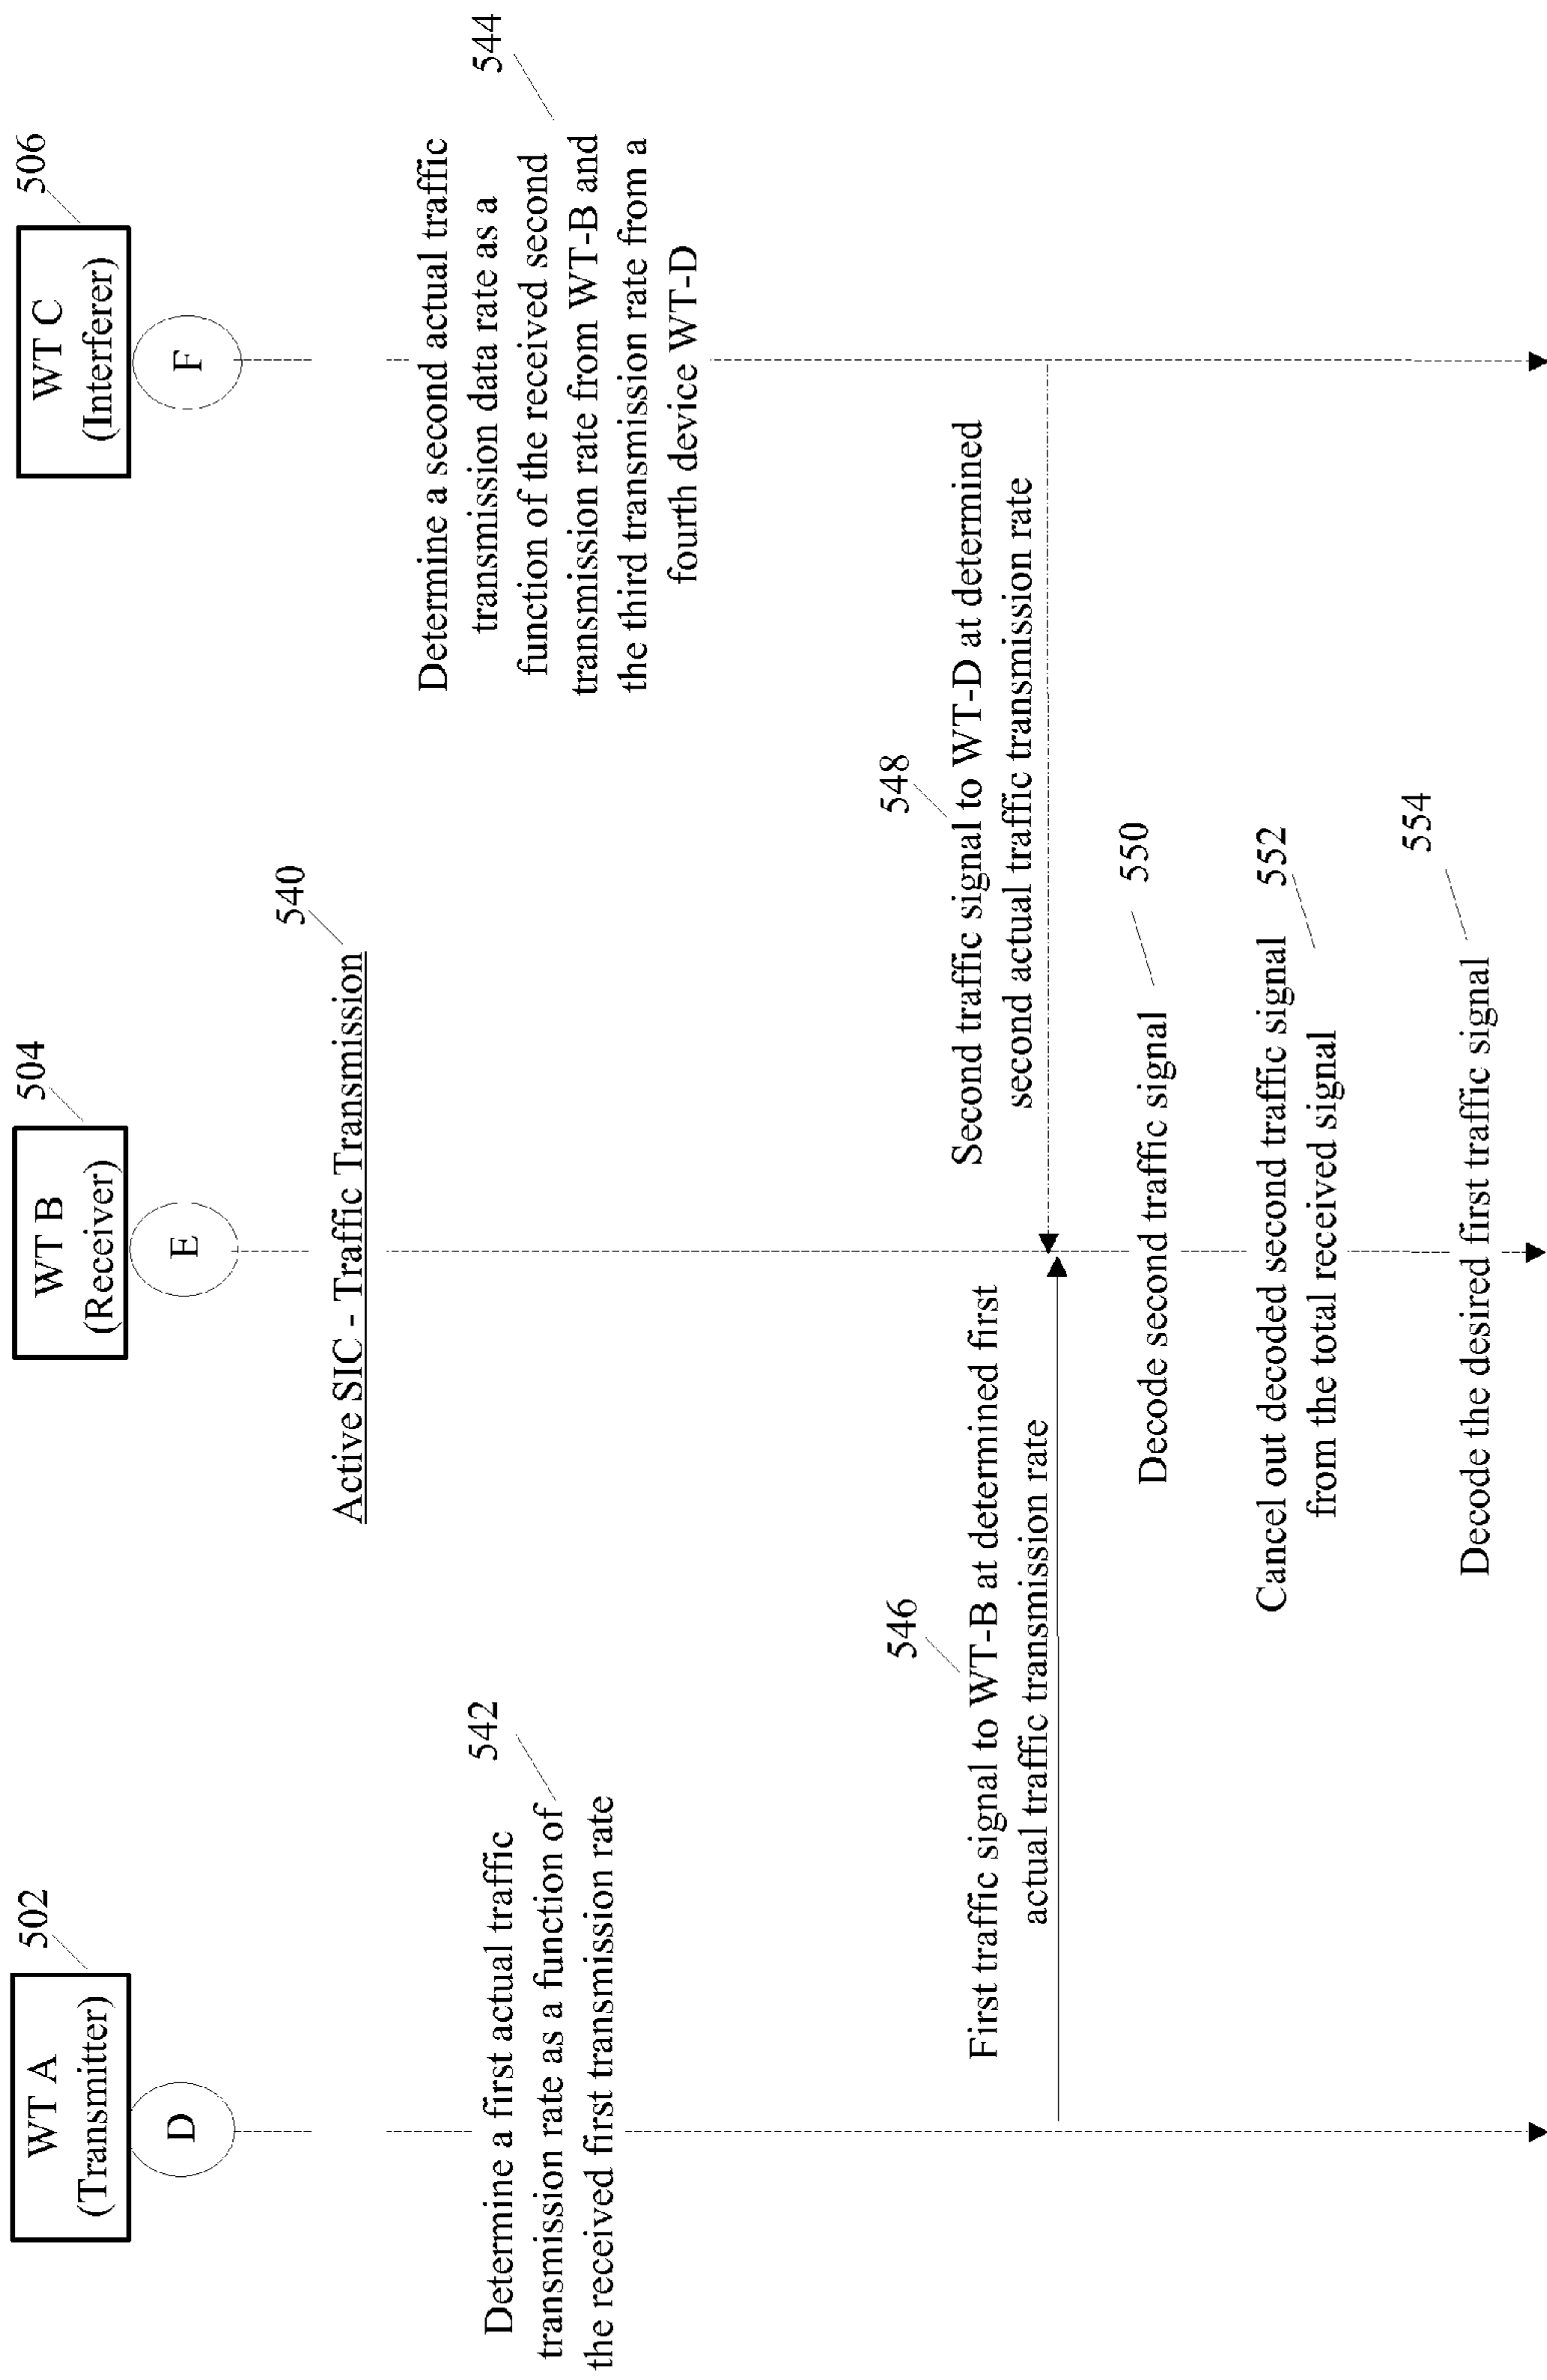 502
WT A
(Transmitter)
D
504
WT B
(Receiver)
E
506
WT C
(Interferer)
F
540
Active SIC - Traffic Transmission
542
Determine a first actual traffic
transmission rate as a function of
the received first transmission rate
544
Determine a second actual traffic
transmission data rate as a
function of the received second
transmission rate from WT-B and
the third transmission rate from a
fourth device WT-D
546
First traffic signal to WT-B at determined first
actual traffic transmission rate
548
Second traffic signal to WT-D at determined
second actual traffic transmission rate
550
Decode second traffic signal
552
Cancel out decoded second traffic signal
from the total received signal
554
Decode the desired first traffic signal